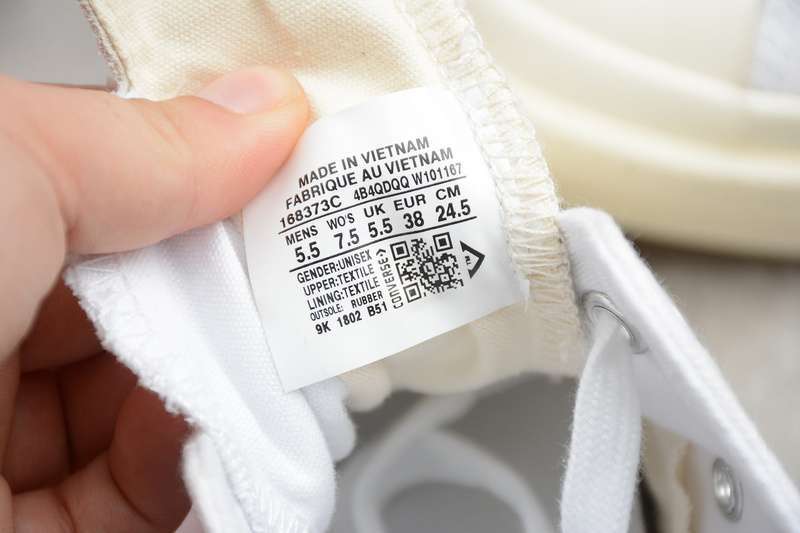 MADE IN VIETNAM
FABRIQUE AU VIETNAM
168373C 4B4QDQQ W101167
MENS WO'S UK EUR CM
5.5 7.5 5.5 38 24.5
GENDER:UNISEX
UPPER:TEXTILE
LINING:TEXTILE
OUTSOLE: RUBBER
9K 1802 B51
CONVERSE>